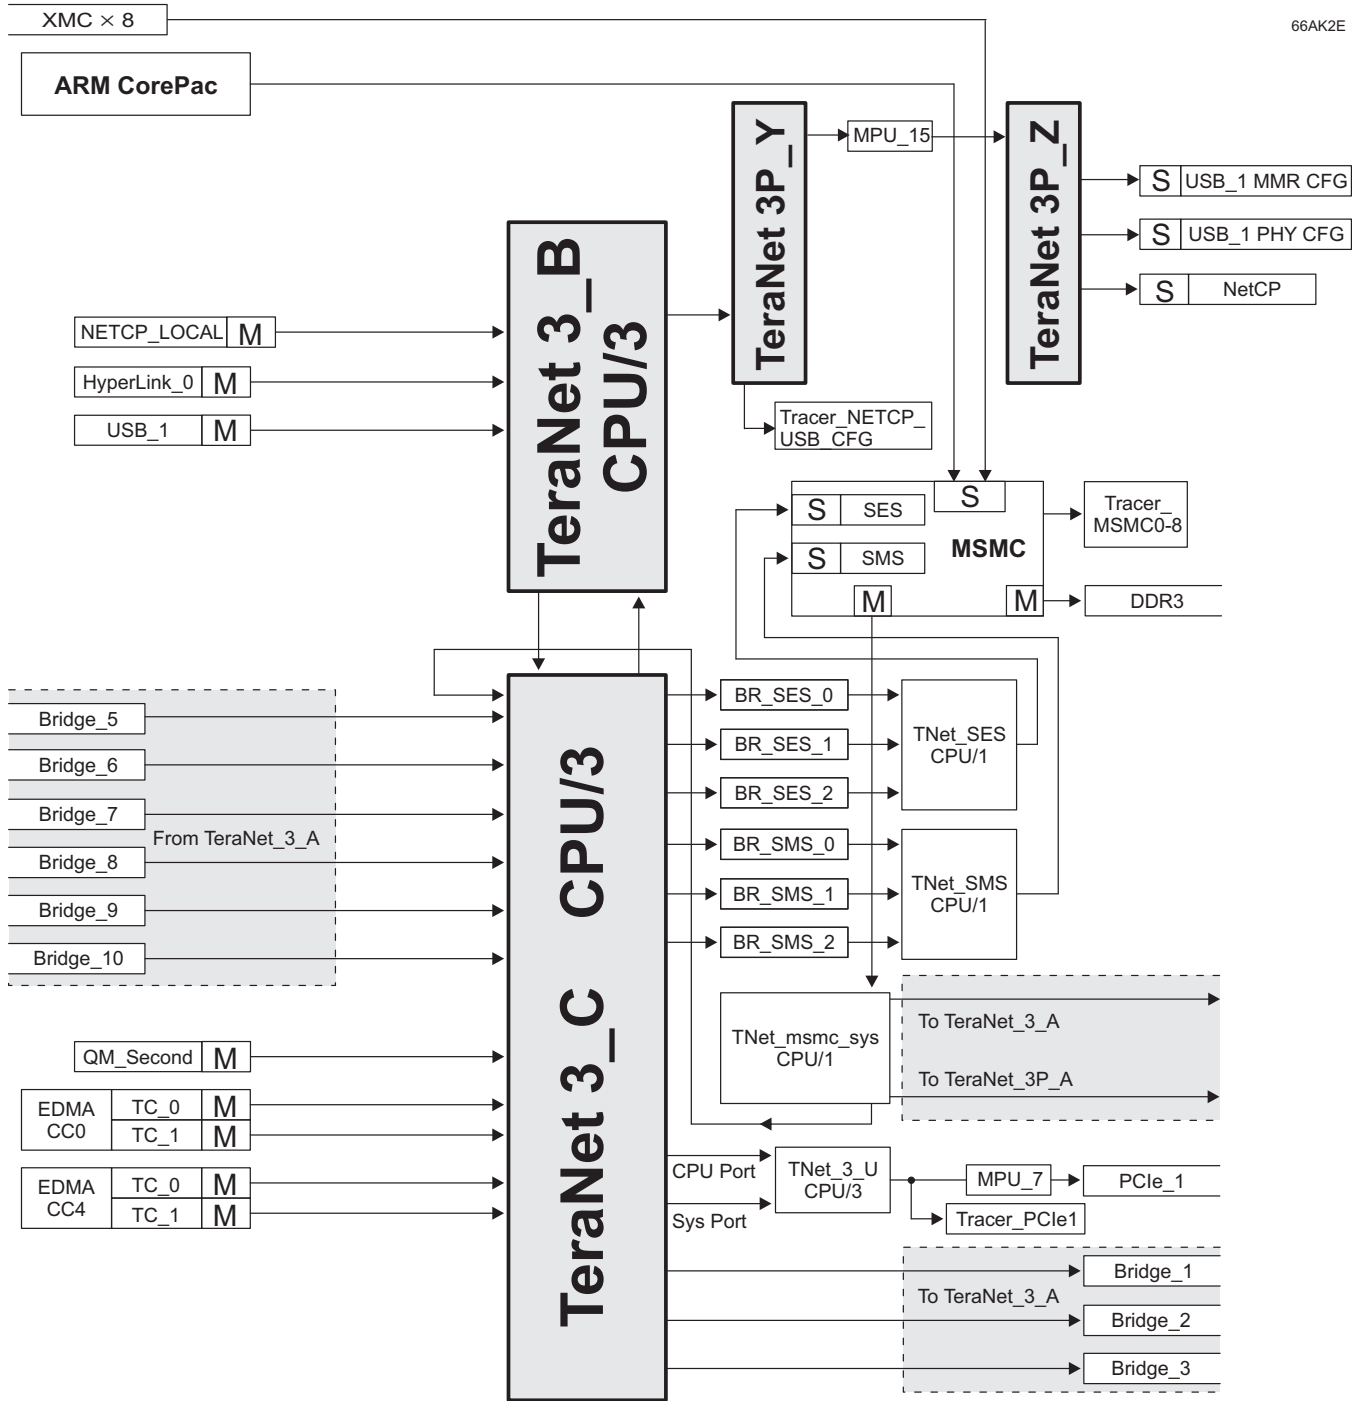 XMC × 8
66AK2E
ARM CorePac
TeraNet 3P_Y
MPU_15
TeraNet 3P_Z
S USB_1 MMR CFG
S USB_1 PHY CFG
S NetCP
TeraNet 3_B
CPU/3
NETCP_LOCAL M
HyperLink_0 M
USB_1 M
Tracer_NETCP_
USB_CFG
S
S SES
S SMS
MSMC
M
M
Tracer_
MSMC0-8
DDR3
Bridge_5
Bridge_6
Bridge_7
From TeraNet_3_A
Bridge_8
Bridge_9
Bridge_10
TeraNet 3_C CPU/3
BR_SES_0
BR_SES_1
BR_SES_2
TNet_SES
CPU/1
BR_SMS_0
BR_SMS_1
BR_SMS_2
TNet_SMS
CPU/1
TNet_msmc_sys
CPU/1
To TeraNet_3_A
To TeraNet_3P_A
QM_Second M
EDMA
CC0
TC_0 M
TC_1 M
EDMA
CC4
TC_0 M
TC_1 M
CPU Port
Sys Port
TNet_3_U
CPU/3
MPU_7
PCIe_1
Tracer_PCIe1
To TeraNet_3_A
Bridge_1
Bridge_2
Bridge_3